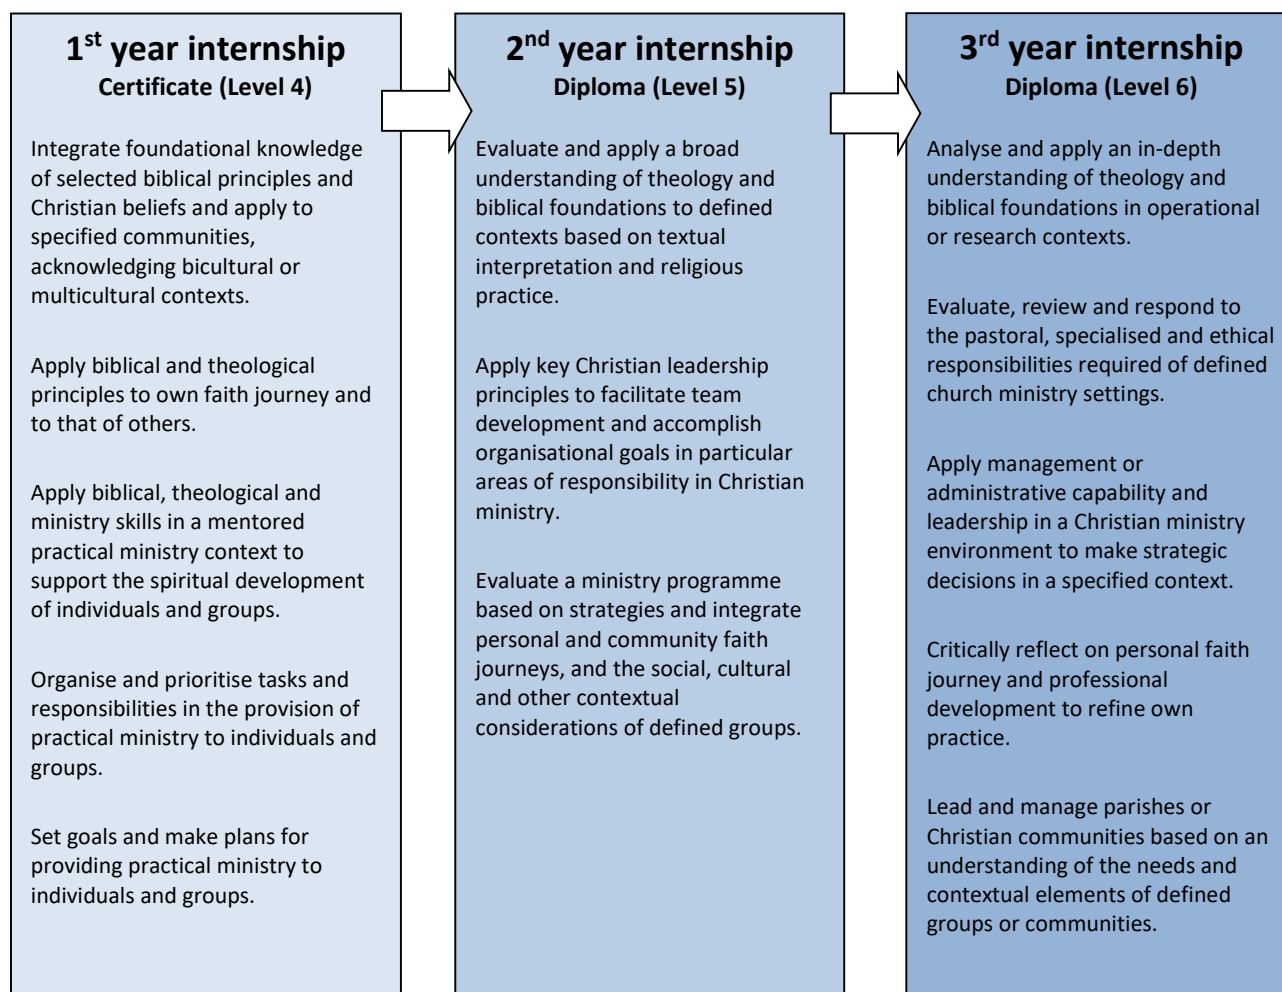 1st year internship
Certificate (Level 4)
Integrate foundational knowledge
of selected biblical principles and
Christian beliefs and apply to
specified communities,
acknowledging bicultural or
multicultural contexts.
Apply biblical and theological
principles to own faith journey and
to that of others.
Apply biblical, theological and
ministry skills in a mentored
practical ministry context to
support the spiritual development
of individuals and groups.
Organise and prioritise tasks and
responsibilities in the provision of
practical ministry to individuals and
groups.
Set goals and make plans for
providing practical ministry to
individuals and groups.
2nd year internship
Diploma (Level 5)
Evaluate and apply a broad
understanding of theology and
biblical foundations to defined
contexts based on textual
interpretation and religious
practice.
Apply key Christian leadership
principles to facilitate team
development and accomplish
organisational goals in particular
areas of responsibility in Christian
ministry.
Evaluate a ministry programme
based on strategies and integrate
personal and community faith
journeys, and the social, cultural
and other contextual
considerations of defined groups.
3rd year internship
Diploma (Level 6)
Analyse and apply an in-depth
understanding of theology and
biblical foundations in operational
or research contexts.
Evaluate, review and respond to
the pastoral, specialised and ethical
responsibilities required of defined
church ministry settings.
Apply management or
administrative capability and
leadership in a Christian ministry
environment to make strategic
decisions in a specified context.
Critically reflect on personal faith
journey and professional
development to refine own
practice.
Lead and manage parishes or
Christian communities based on an
understanding of the needs and
contextual elements of defined
groups or communities.